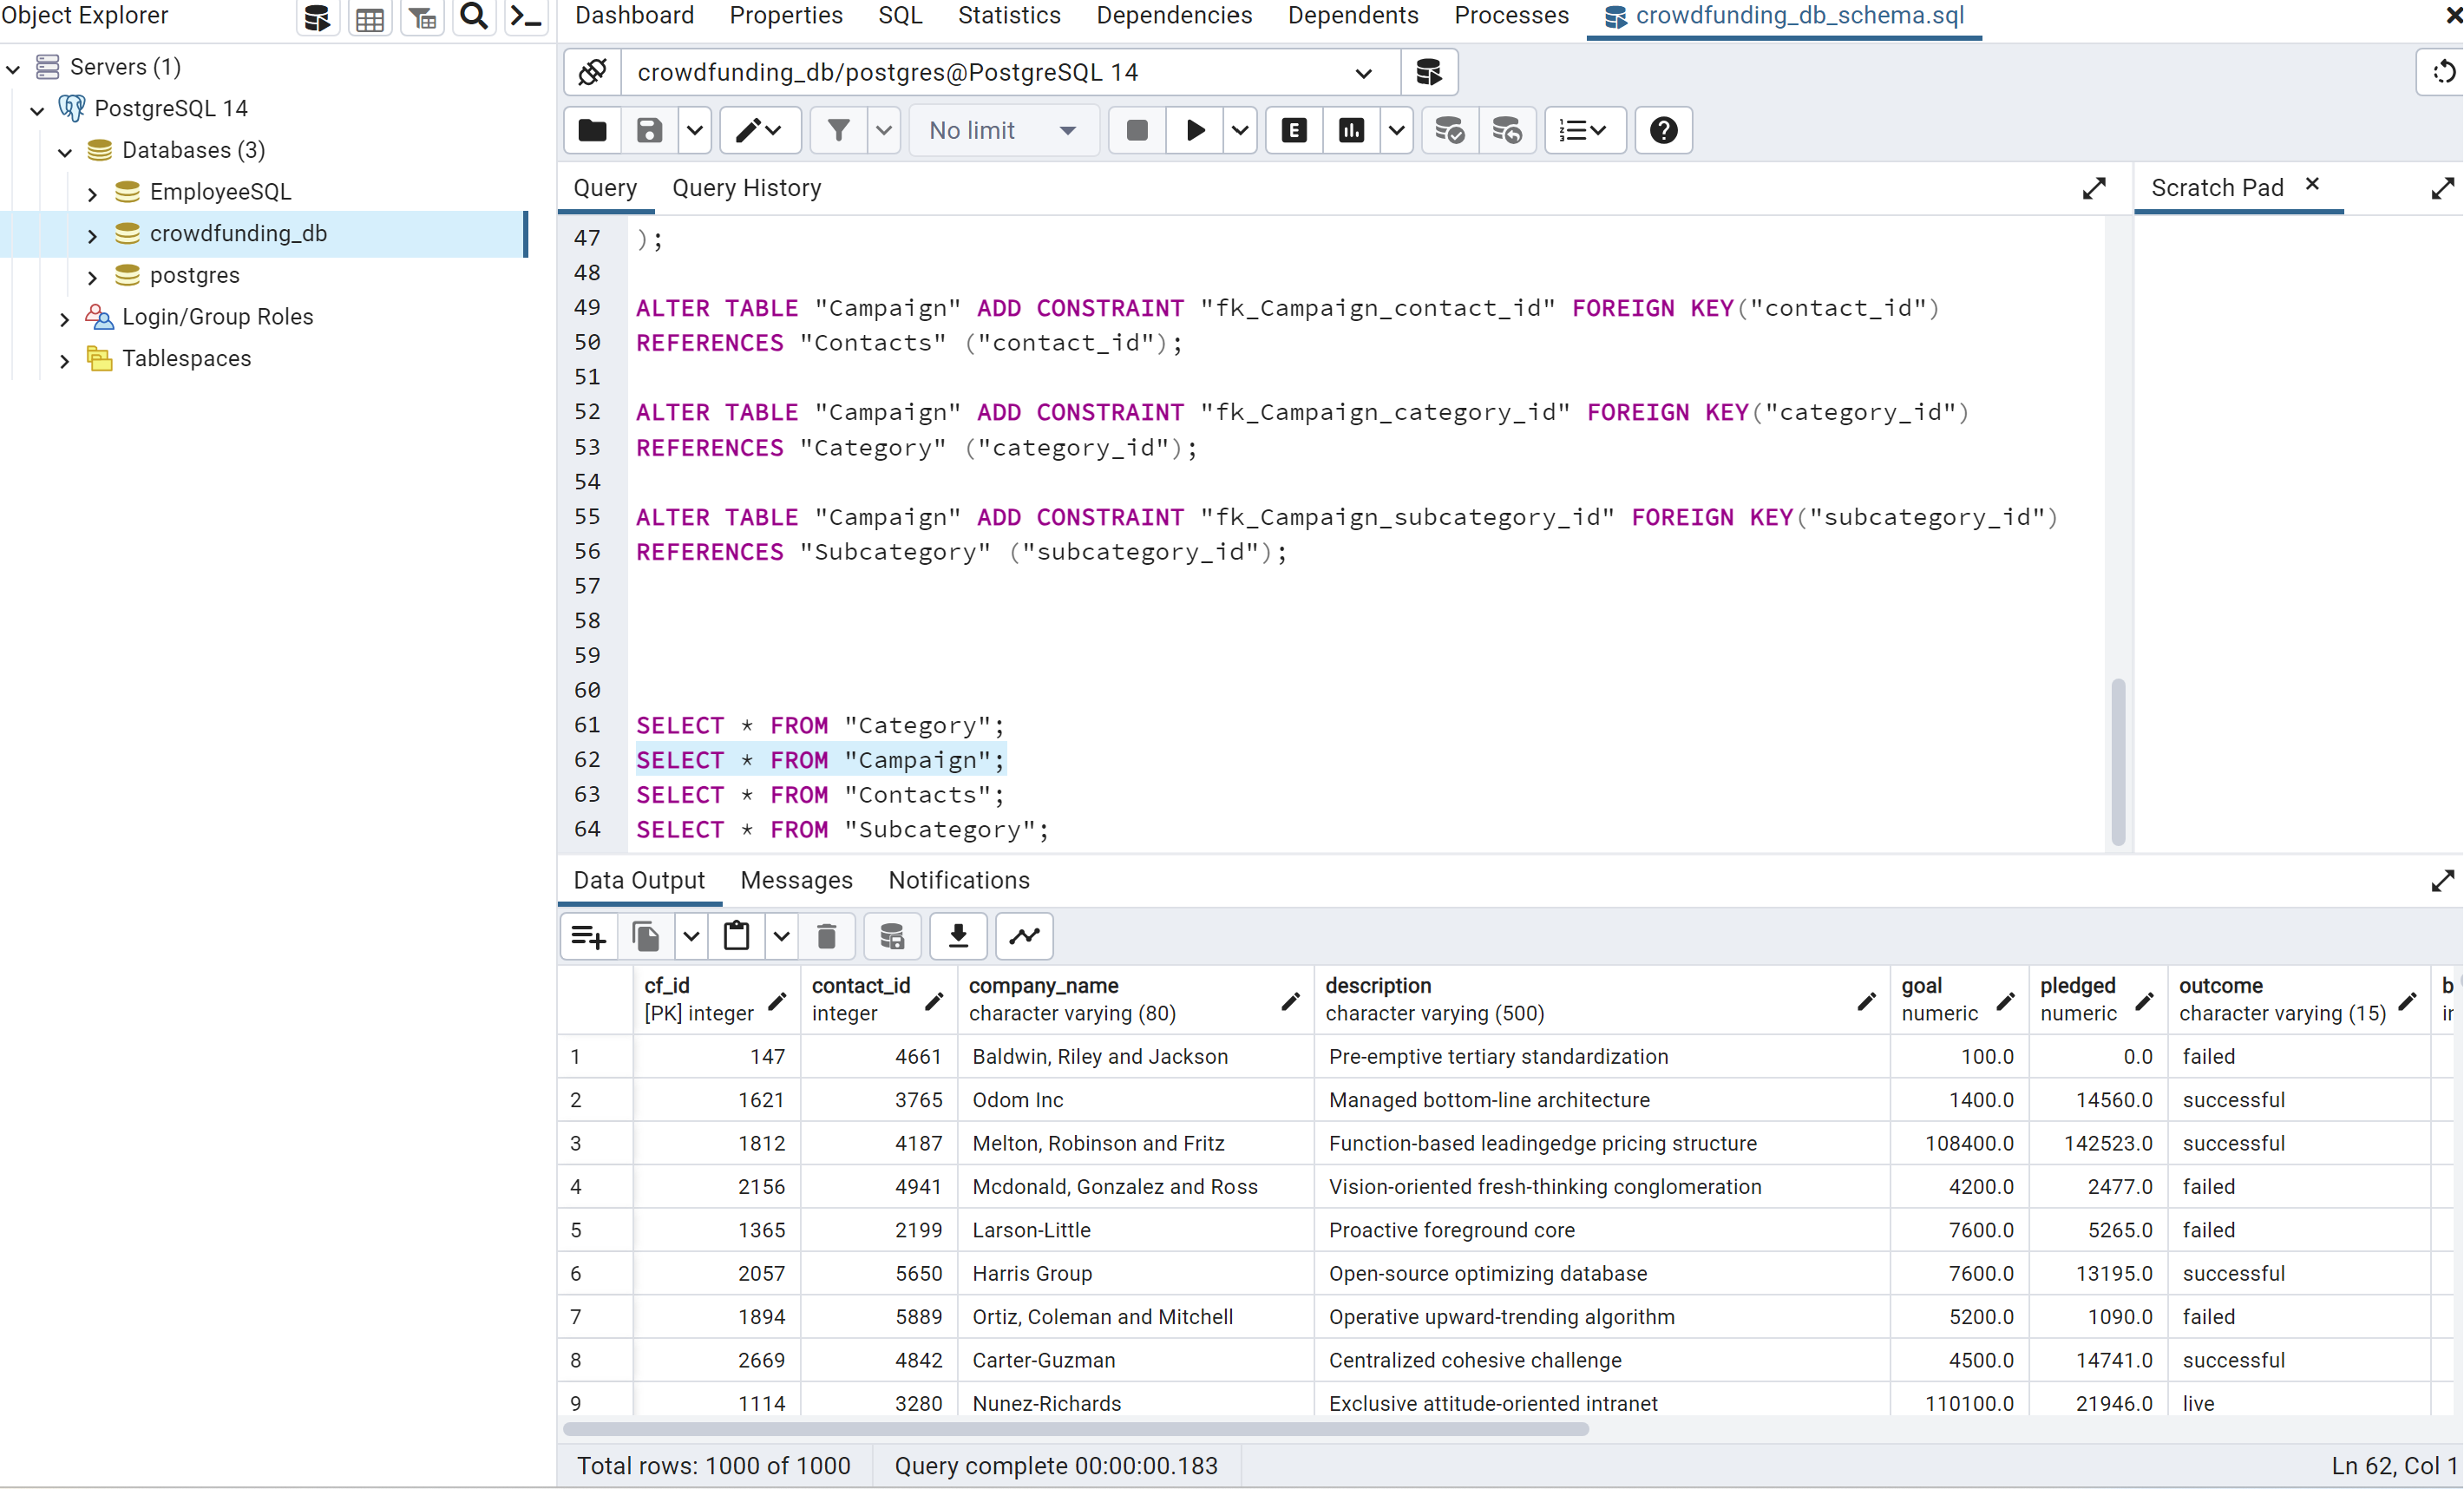 Object Explorer
Dashboard Properties SQL Statistics Dependencies Dependents Processes crowdfunding_db_schema.sql
Servers (1)
PostgreSQL 14
Databases (3)
EmployeeSQL
crowdfunding_db
postgres
Login/Group Roles
Tablespaces
crowdfunding_db/postgres@PostgreSQL 14
No limit
E
Query Query History
Scratch Pad
47 );
48
49 ALTER TABLE "Campaign" ADD CONSTRAINT "fk_Campaign_contact_id" FOREIGN KEY("contact_id")
50 REFERENCES "Contacts" ("contact_id");
51
52 ALTER TABLE "Campaign" ADD CONSTRAINT "fk_Campaign_category_id" FOREIGN KEY("category_id")
53 REFERENCES "Category" ("category_id");
54
55 ALTER TABLE "Campaign" ADD CONSTRAINT "fk_Campaign_subcategory_id" FOREIGN KEY("subcategory_id")
56 REFERENCES "Subcategory" ("subcategory_id");
57
58
59
60
61 SELECT * FROM "Category";
62 SELECT * FROM "Campaign";
63 SELECT * FROM "Contacts";
64 SELECT * FROM "Subcategory";
Data Output Messages Notifications
cf_id contact_id company_name description goal pledged outcome
[PK] integer integer character varying (80) character varying (500) numeric numeric character varying (15)
1 147 4661 Baldwin, Riley and Jackson Pre-emptive tertiary standardization 100.0 0.0 failed
2 1621 3765 Odom Inc Managed bottom-line architecture 1400.0 14560.0 successful
3 1812 4187 Melton, Robinson and Fritz Function-based leadingedge pricing structure 108400.0 142523.0 successful
4 2156 4941 Mcdonald, Gonzalez and Ross Vision-oriented fresh-thinking conglomeration 4200.0 2477.0 failed
5 1365 2199 Larson-Little Proactive foreground core 7600.0 5265.0 failed
6 2057 5650 Harris Group Open-source optimizing database 7600.0 13195.0 successful
7 1894 5889 Ortiz, Coleman and Mitchell Operative upward-trending algorithm 5200.0 1090.0 failed
8 2669 4842 Carter-Guzman Centralized cohesive challenge 4500.0 14741.0 successful
9 1114 3280 Nunez-Richards Exclusive attitude-oriented intranet 110100.0 21946.0 live
Total rows: 1000 of 1000 Query complete 00:00:00.183 Ln 62, Col 1